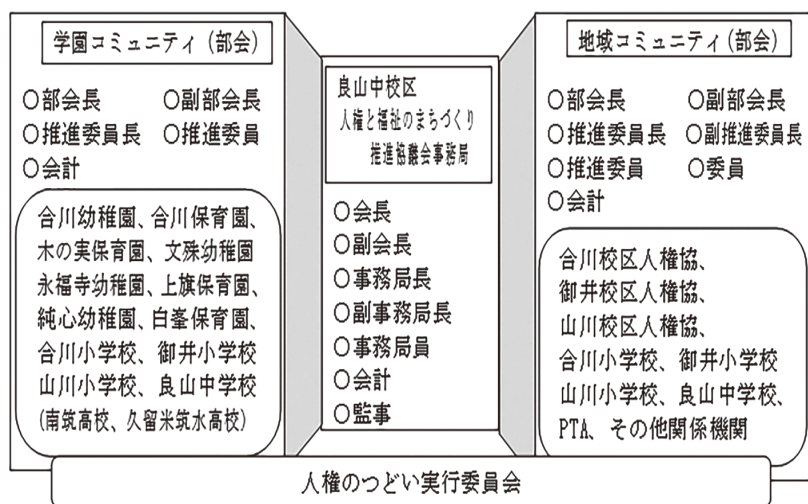 学園コミュニティ（部会）
○部会長　○副部会長
○推進委員長　○推進委員
○会計
合川幼稚園、合川保育園、
木の実保育園、文殊幼稚園
永福寺幼稚園、上旗保育園、
純心幼稚園、白峯保育園、
合川小学校、御井小学校
山川小学校、良山中学校
(南筑高校、久留米筑水高校)
良山中校区
人権と福祉のまちづくり
推進協議会事務局
○会長
○副会長
○事務局長
○副事務局長
○事務局員
○会計
○監事
地域コミュニティ（部会）
○部会長　○副部会長
○推進委員長　○副推進委員長
○推進委員　○委員
○会計
合川校区人権協、
御井校区人権協、
山川校区人権協、
合川小学校、御井小学校
山川小学校、良山中学校、
PTA、その他関係機関
人権のつどい実行委員会